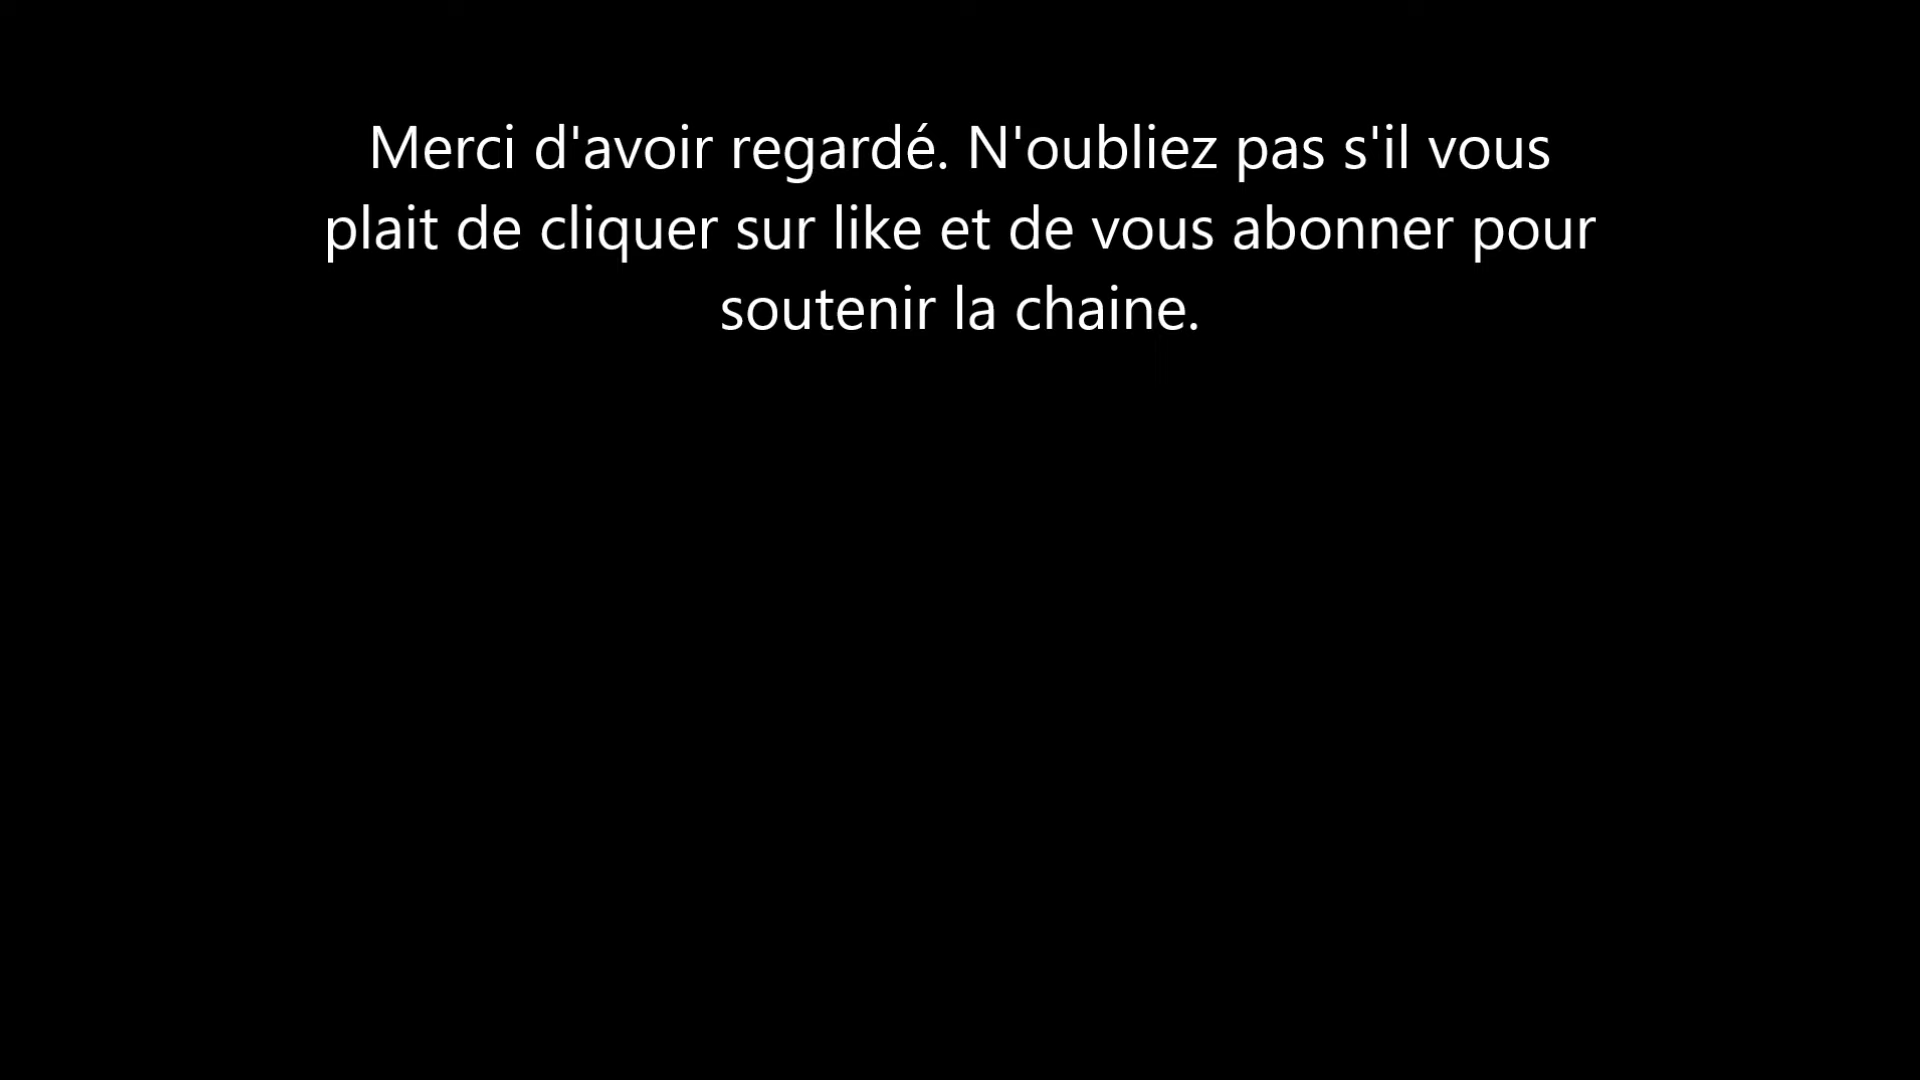 Merci d'avoir regardé. N'oubliez pas s'il vous
plait de cliquer sur like et de vous abonner pour
soutenir la chaine.